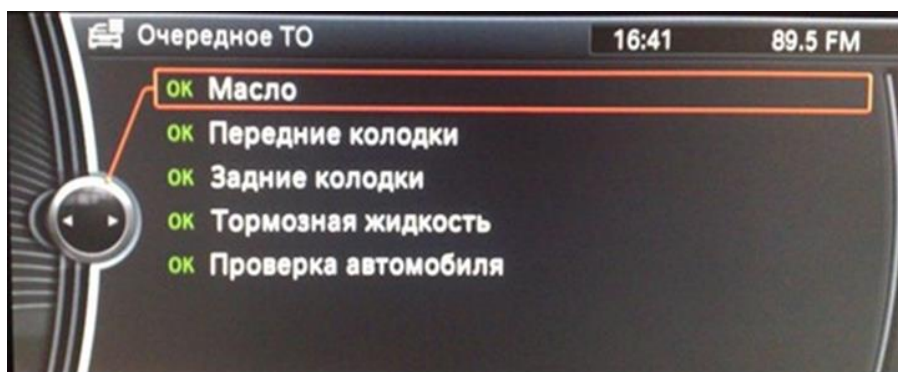 Очередное ТО 16:41 89.5 FM
OK Масло
OK Передние колодки
OK Задние колодки
OK Тормозная жидкость
OK Проверка автомобиля